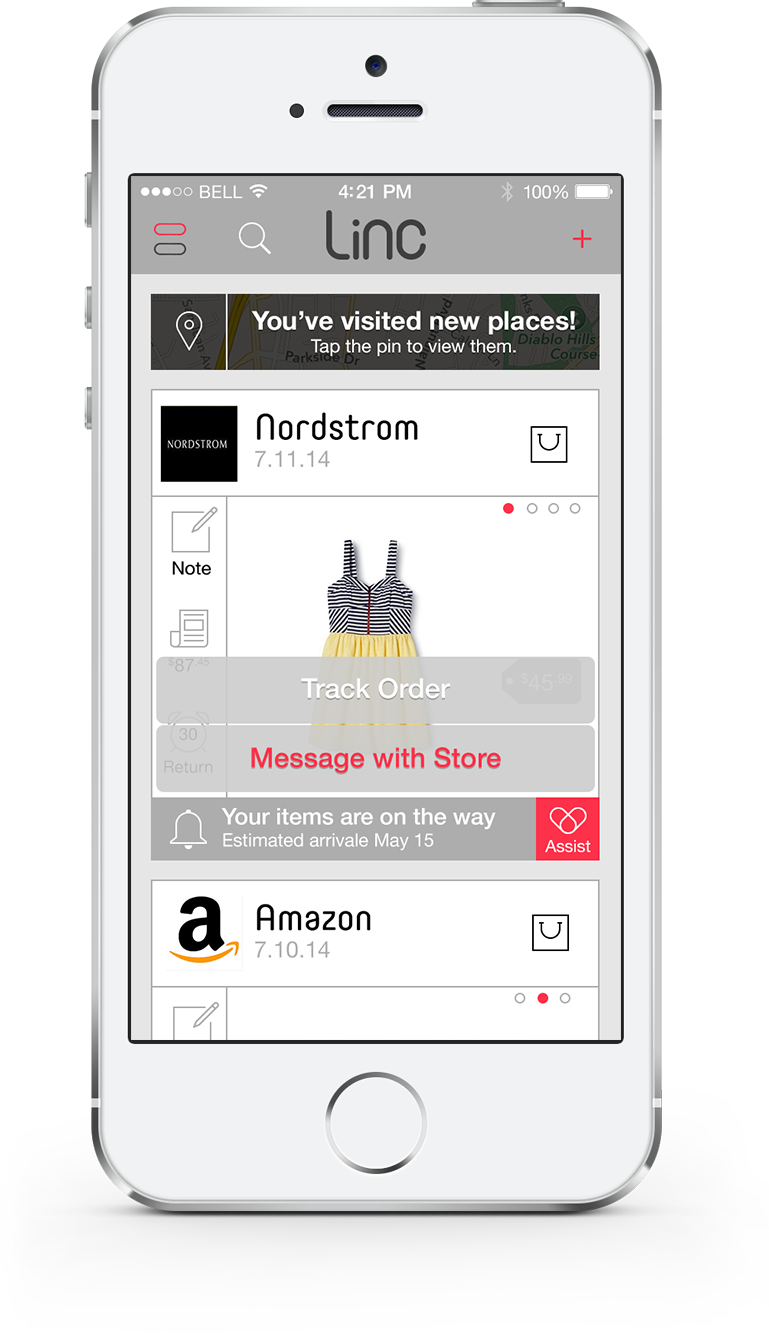 BELL
4:21 PM
100%
Linc
You've visited new places!
Tap the pin to view them.
Parkside Dr
Diablo Hills
Course
NORDSTROM
Nordstrom
7.11.14
Note
$87.45
Track Order
$45.99
30
Return
Message with Store
Your items are on the way
Estimated arrivale May 15
Assist
a
Amazon
7.10.14